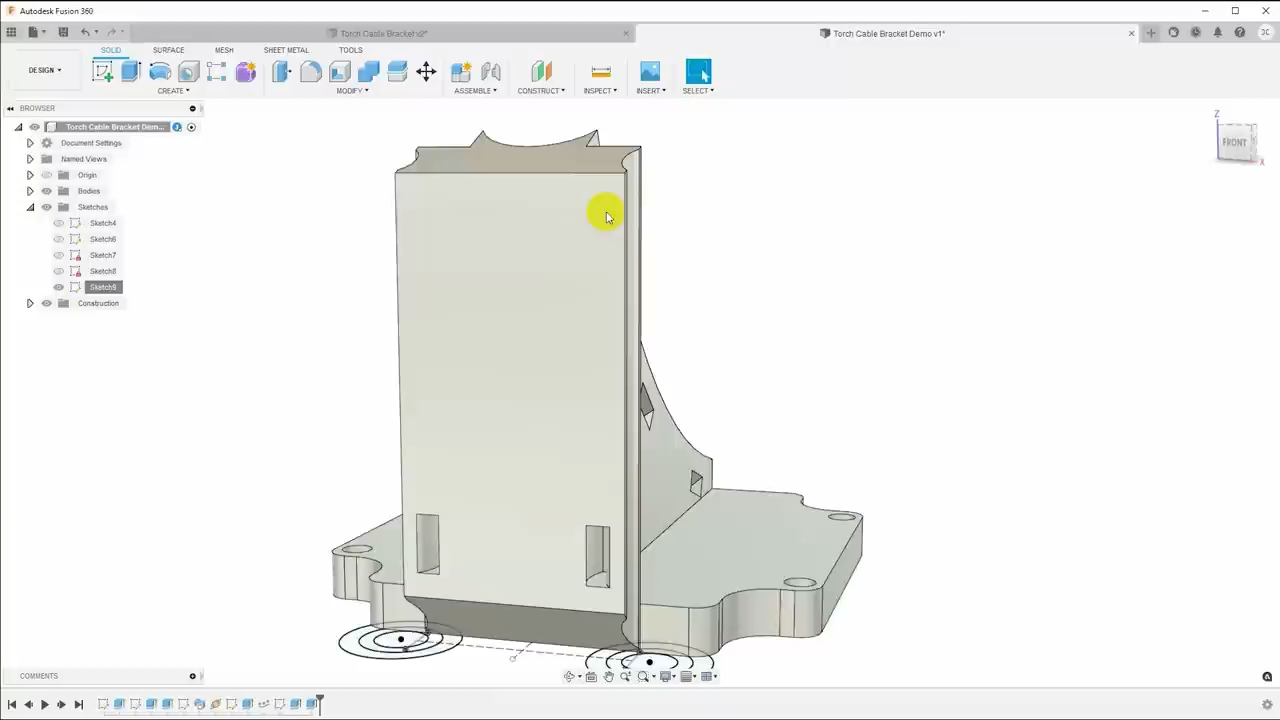 Autodesk Fusion 360
Torch Cable Bracket v2*
Torch Cable Bracket Demo v1*
DESIGN
SOLID
SURFACE
MESH
SHEET METAL
TOOLS
CREATE
MODIFY
ASSEMBLE
CONSTRUCT
INSPECT
INSERT
SELECT
BROWSER
Torch Cable Bracket Dem...
Document Settings
Named Views
Origin
Bodies
Sketches
Sketch4
Sketch6
Sketch7
Sketch8
Sketch9
Construction
Z
FRONT
X
COMMENTS